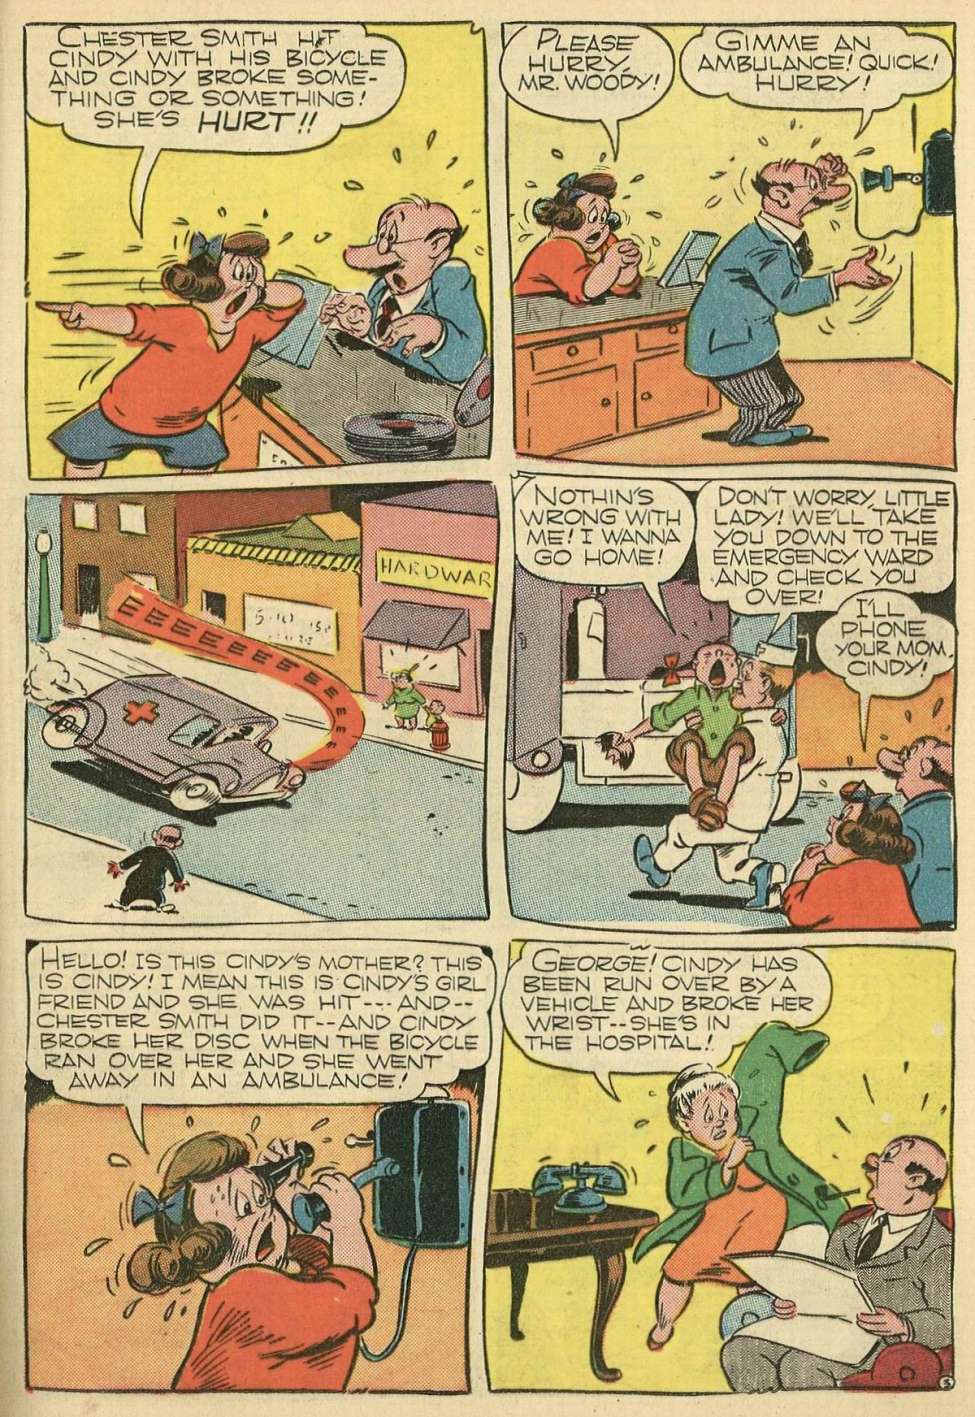 CHESTER SMITH HIT
CINDY WITH HIS BICYCLE
AND CINDY BROKE SOME-
THING OR SOMETHING!
SHE'S HURT!!
PLEASE
HURRY,
MR. WOODY!
GIMME AN
AMBULANCE! QUICK!
HURRY!
EEEEEEEEEEEEEEE
HARDWAR
5-10
15¢
NOTHIN'S
WRONG WITH
ME! I WANNA
GO HOME!
DON'T WORRY, LITTLE
LADY! WE'LL TAKE
YOU DOWN TO THE
EMERGENCY WARD
AND CHECK YOU
OVER!
I'LL
PHONE
YOUR MOM,
CINDY!
HELLO! IS THIS CINDY'S MOTHER? THIS
IS CINDY! I MEAN THIS IS CINDY'S GIRL
FRIEND AND SHE WAS HIT--- AND--
CHESTER SMITH DID IT--AND CINDY
BROKE HER DISC WHEN THE BICYCLE
RAN OVER HER AND SHE WENT
AWAY IN AN AMBULANCE!
GEORGE! CINDY HAS
BEEN RUN OVER BY A
VEHICLE AND BROKE HER
WRIST--SHE'S IN
THE HOSPITAL!
5